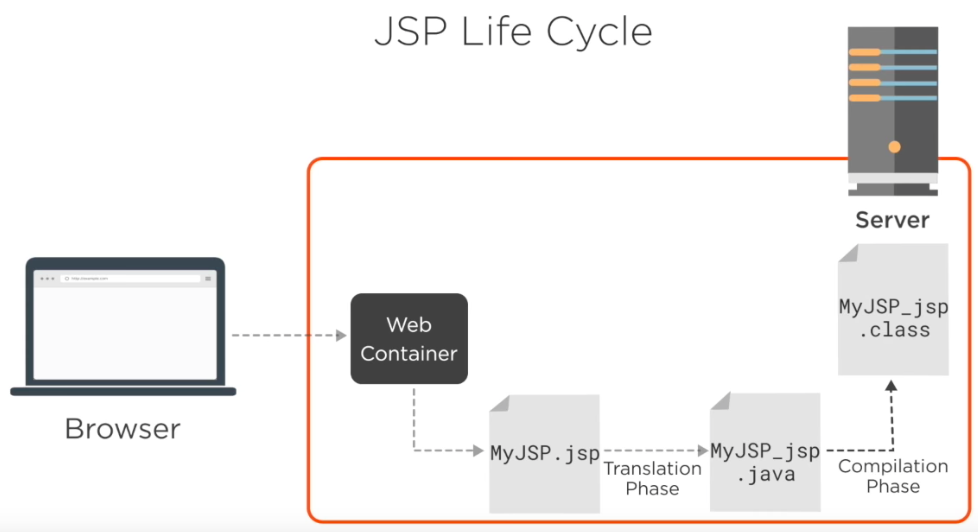 JSP Life Cycle
Server
MyJSP_jsp
.class
Web
Container
Browser
MyJSP.jsp
Translation
Phase
MyJSP_jsp
.java
Compilation
Phase